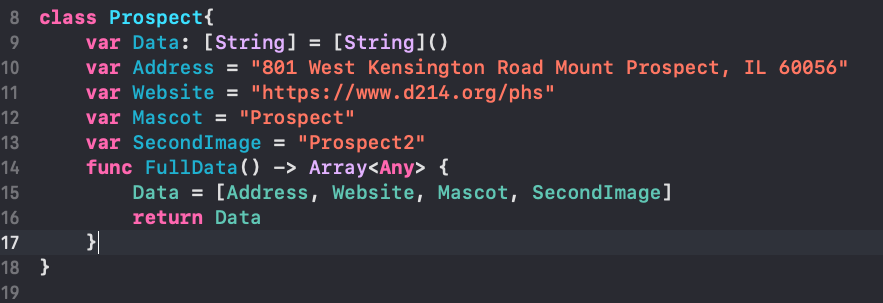 8 class Prospect{
9 var Data: [String] = [String]()
10 var Address = "801 West Kensington Road Mount Prospect, IL 60056"
11 var Website = "https://www.d214.org/phs"
12 var Mascot = "Prospect"
13 var SecondImage = "Prospect2"
14 func FullData() -> Array<Any> {
15 Data = [Address, Website, Mascot, SecondImage]
16 return Data
17 }
18 }
19